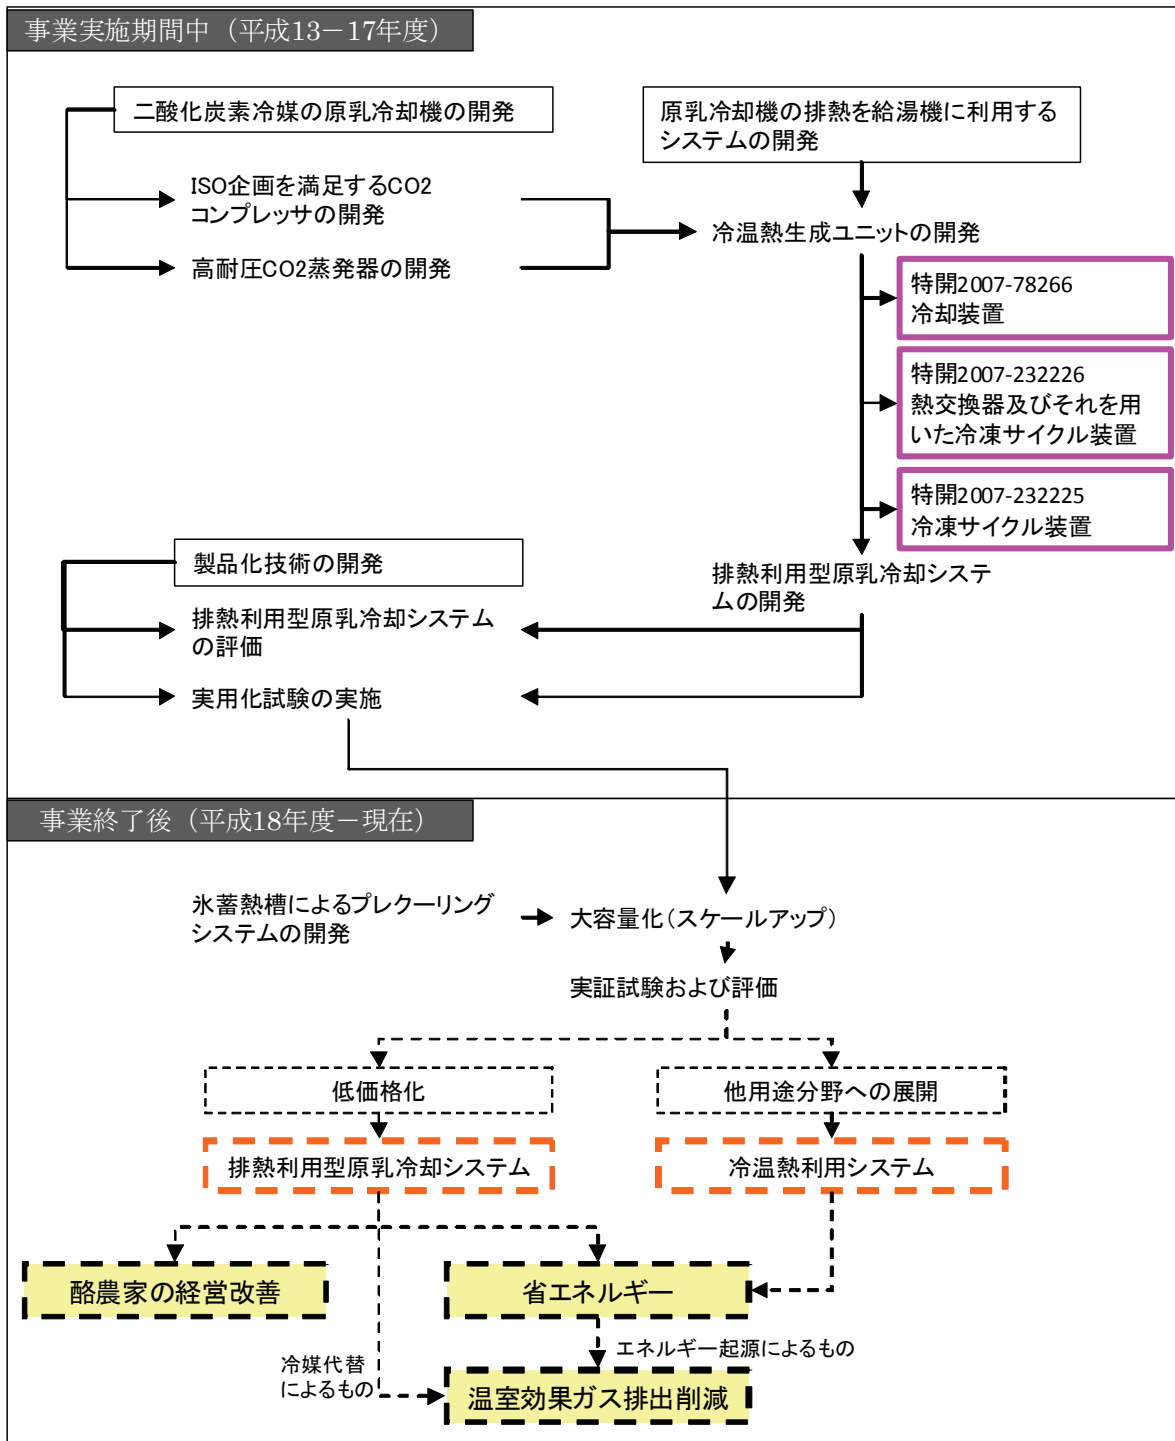 事業実施期間中（平成13－17年度）
二酸化炭素冷媒の原乳冷却機の開発
原乳冷却機の排熱を給湯機に利用する
システムの開発
ISO企画を満足するCO2
コンプレッサの開発
高耐圧CO2蒸発器の開発
冷温熱生成ユニットの開発
特開2007-78266
冷却装置
特開2007-232226
熱交換器及びそれを用
いた冷凍サイクル装置
特開2007-232225
冷凍サイクル装置
製品化技術の開発
排熱利用型原乳冷却システ
ムの開発
排熱利用型原乳冷却システム
の評価
実用化試験の実施
事業終了後（平成18年度－現在）
氷蓄熱槽によるプレクーリング
システムの開発
大容量化（スケールアップ）
実証試験および評価
低価格化
他用途分野への展開
排熱利用型原乳冷却システム
冷温熱利用システム
酪農家の経営改善
省エネルギー
冷媒代替
によるもの
エネルギー起源によるもの
温室効果ガス排出削減